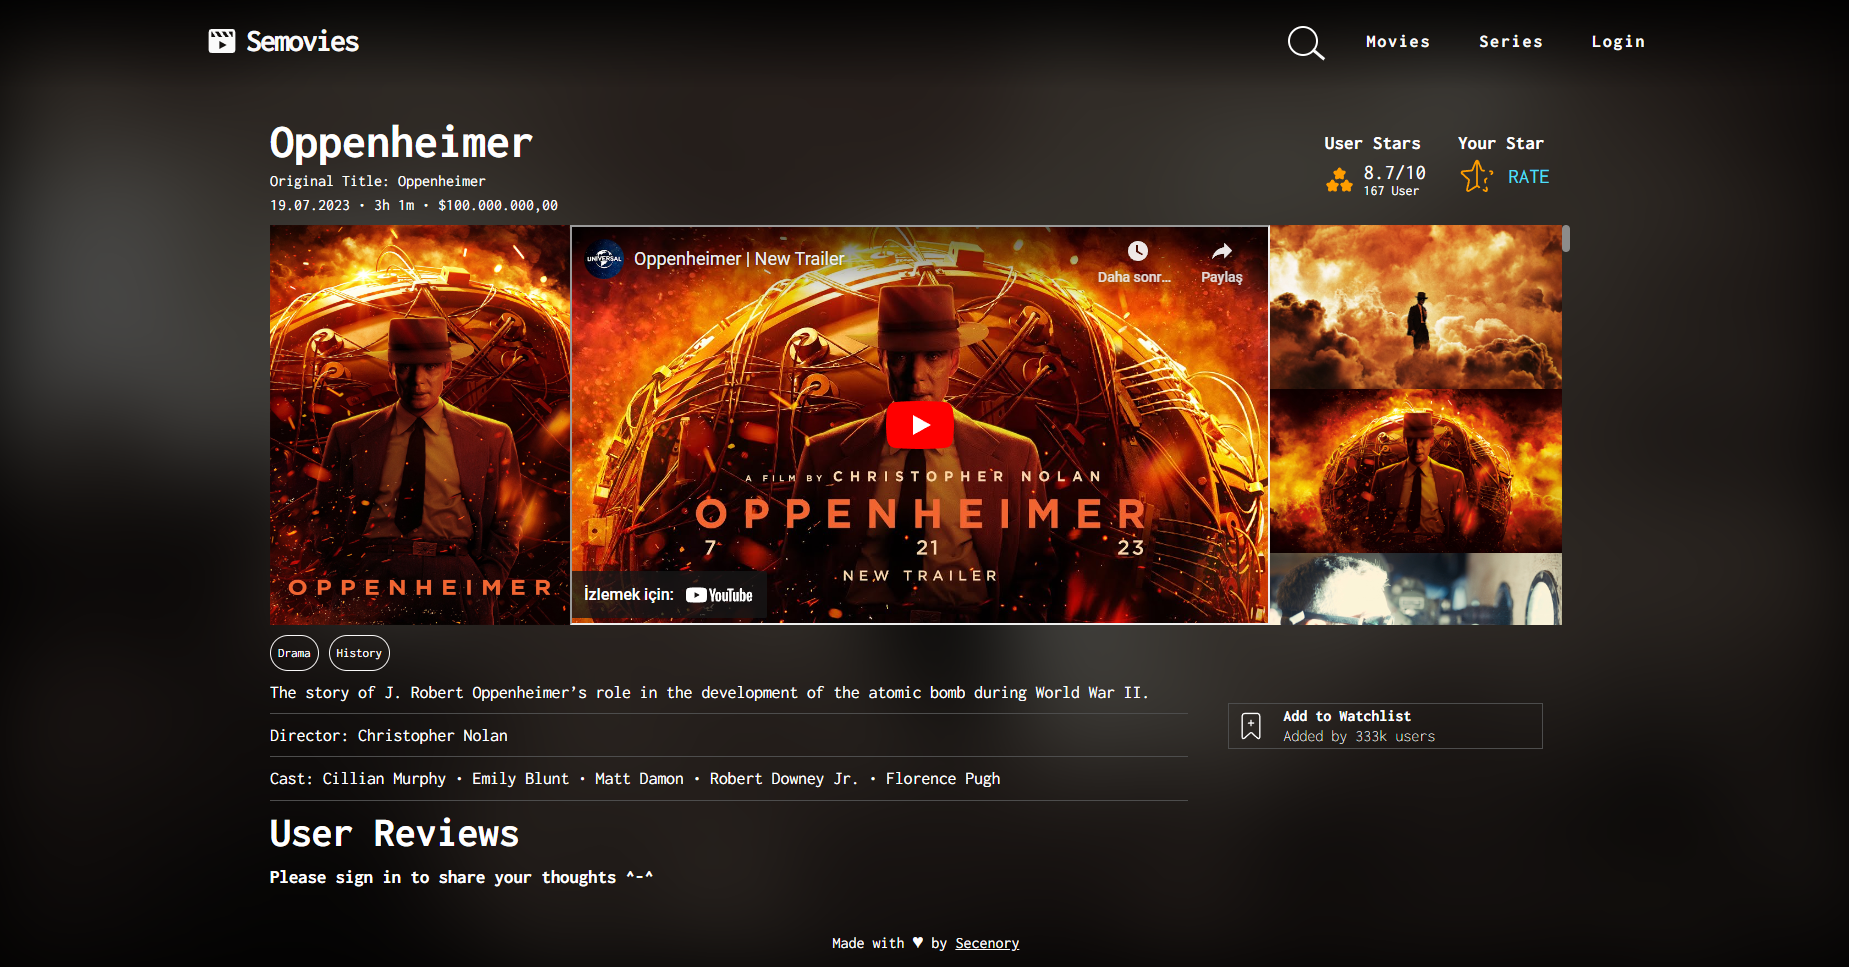 Semovies
Movies
Series
Login
Oppenheimer
Original Title: Oppenheimer
19.07.2023 • 3h 1m • $100.000.000,00
User Stars
8.7/10
167 User
Your Star
RATE
OPPENHEIMER
UNIVERSAL
Oppenheimer | New Trailer
Daha sonr...
Paylaş
A FILM BY CHRISTOPHER NOLAN
OPPENHEIMER
7 21 23
NEW TRAILER
İzlemek için: YouTube
Drama
History
The story of J. Robert Oppenheimer’s role in the development of the atomic bomb during World War II.
Director: Christopher Nolan
Cast: Cillian Murphy • Emily Blunt • Matt Damon • Robert Downey Jr. • Florence Pugh
Add to Watchlist
Added by 333k users
User Reviews
Please sign in to share your thoughts ^-^
Made with ♥ by Secenory